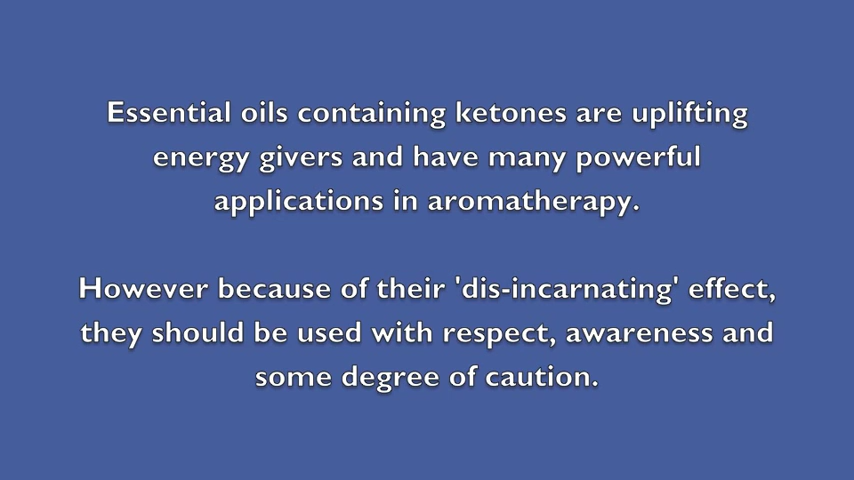 Essential oils containing ketones are uplifting
energy givers and have many powerful
applications in aromatherapy.
However because of their 'dis-incarnating' effect,
they should be used with respect, awareness and
some degree of caution.